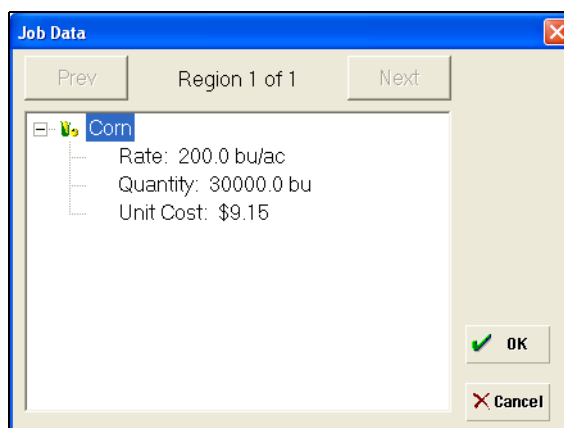 Job Data
Prev Region 1 of 1 Next
Corn
Rate: 200.0 bu/ac
Quantity: 30000.0 bu
Unit Cost: $9.15
OK
Cancel